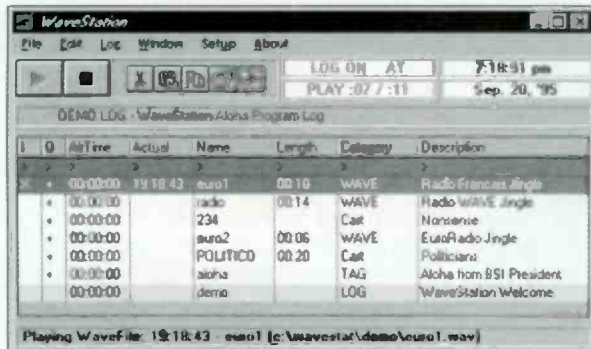 WaveStation
File Edit Log Window Setup About
LOG ON AT 7:18:51 pm
PLAY :07 / :11 Sep. 20, '95
DEMO LOG - WaveStation Aloha Program Log
AirTime Actual Name Length Category Description
X 00:00:00 19:18:43 euro1 00:10 WAVE Radio Francais Jingle
00:00:00 radio 00:14 WAVE Radio WAVE Jingle
00:00:00 234 Cart Nonsense
00:00:00 euro2 00:06 WAVE EuroRadio Jingle
00:00:00 POLITICO 00:20 Cart Politicians
00:00:00 aloha TAG Aloha from BSI President
00:00:00 demo LOG WaveStation Welcome
Playing WaveFile: 19:18:43 - euro1 [c:\wavestat\demo\euro1.wav]